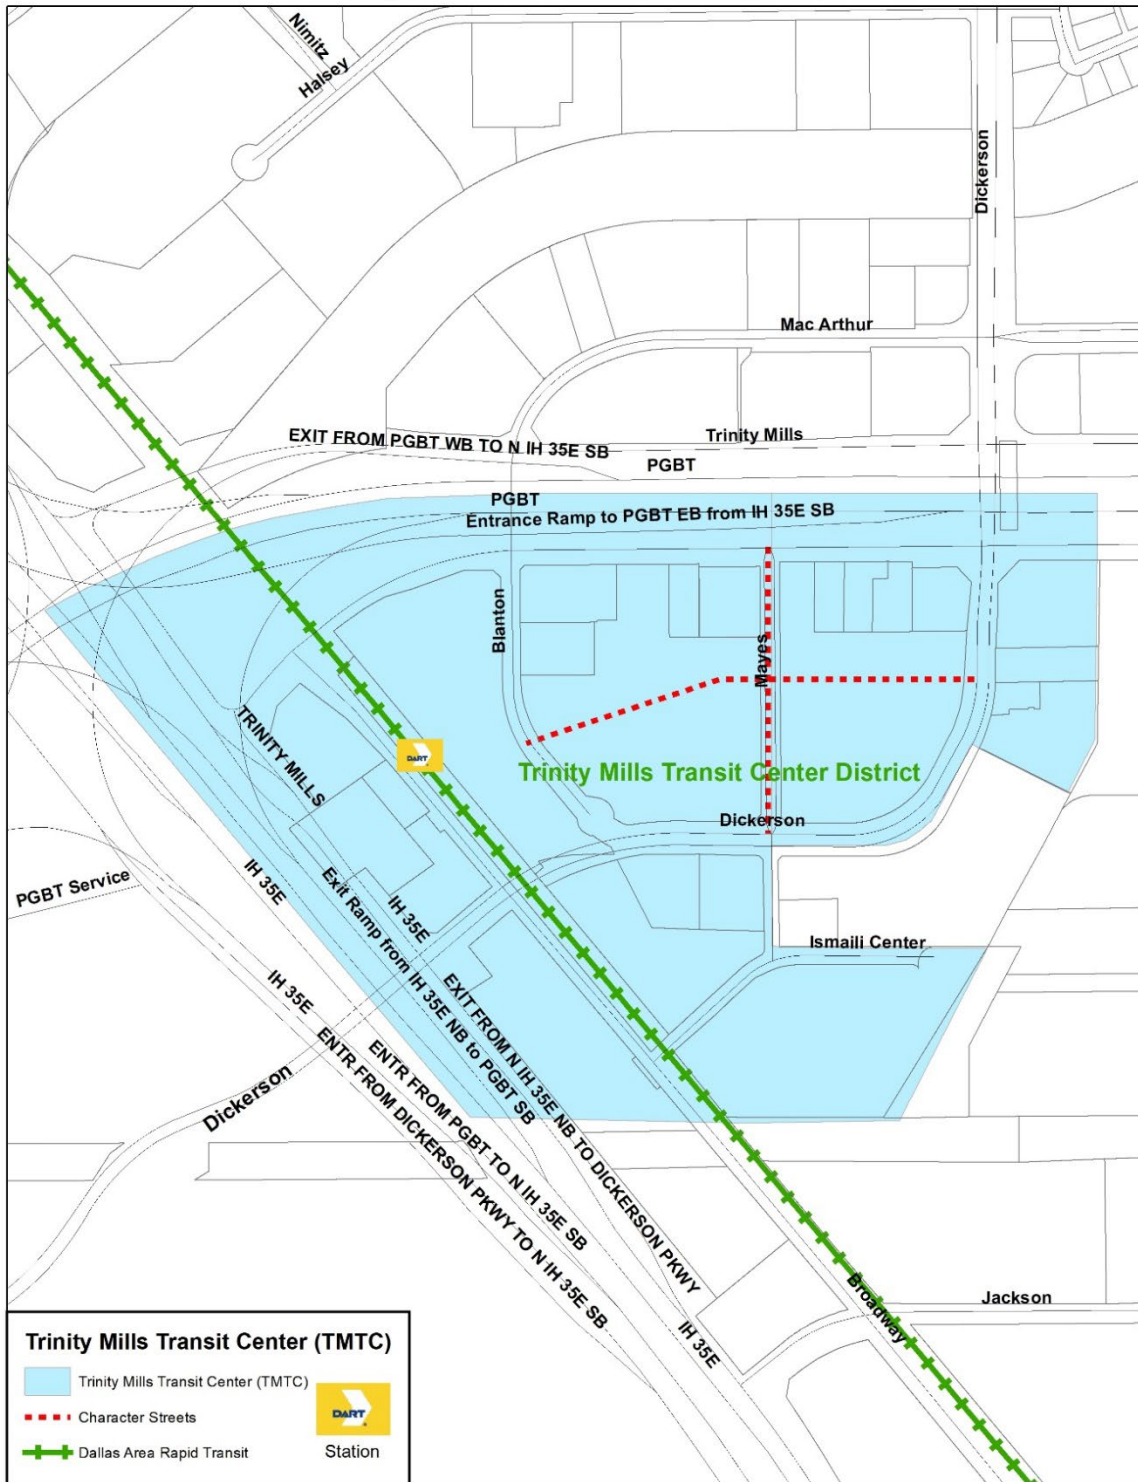 Nimitz
Halsey
Dickerson
Mac Arthur
Trinity Mills
EXIT FROM PGBT WB TO N IH 35E SB
PGBT
PGBT
Entrance Ramp to PGBT EB from IH 35E SB
Blanton
Mayes
TRINITY MILLS
DART
Trinity Mills Transit Center District
Dickerson
PGBT Service
IH 35E
Exit Ramp from IH 35E NB to PGBT SB
IH 35E
Ismaili Center
EXIT FROM N IH 35E NB TO DICKERSON PKWY
IH 35E
ENTR FROM PGBT TO N IH 35E SB
ENTR FROM DICKERSON PKWY TO N IH 35E SB
Dickerson
Broadway
Jackson
IH 35E
Trinity Mills Transit Center (TMTC)
Trinity Mills Transit Center (TMTC)
Character Streets
Dallas Area Rapid Transit
DART
Station